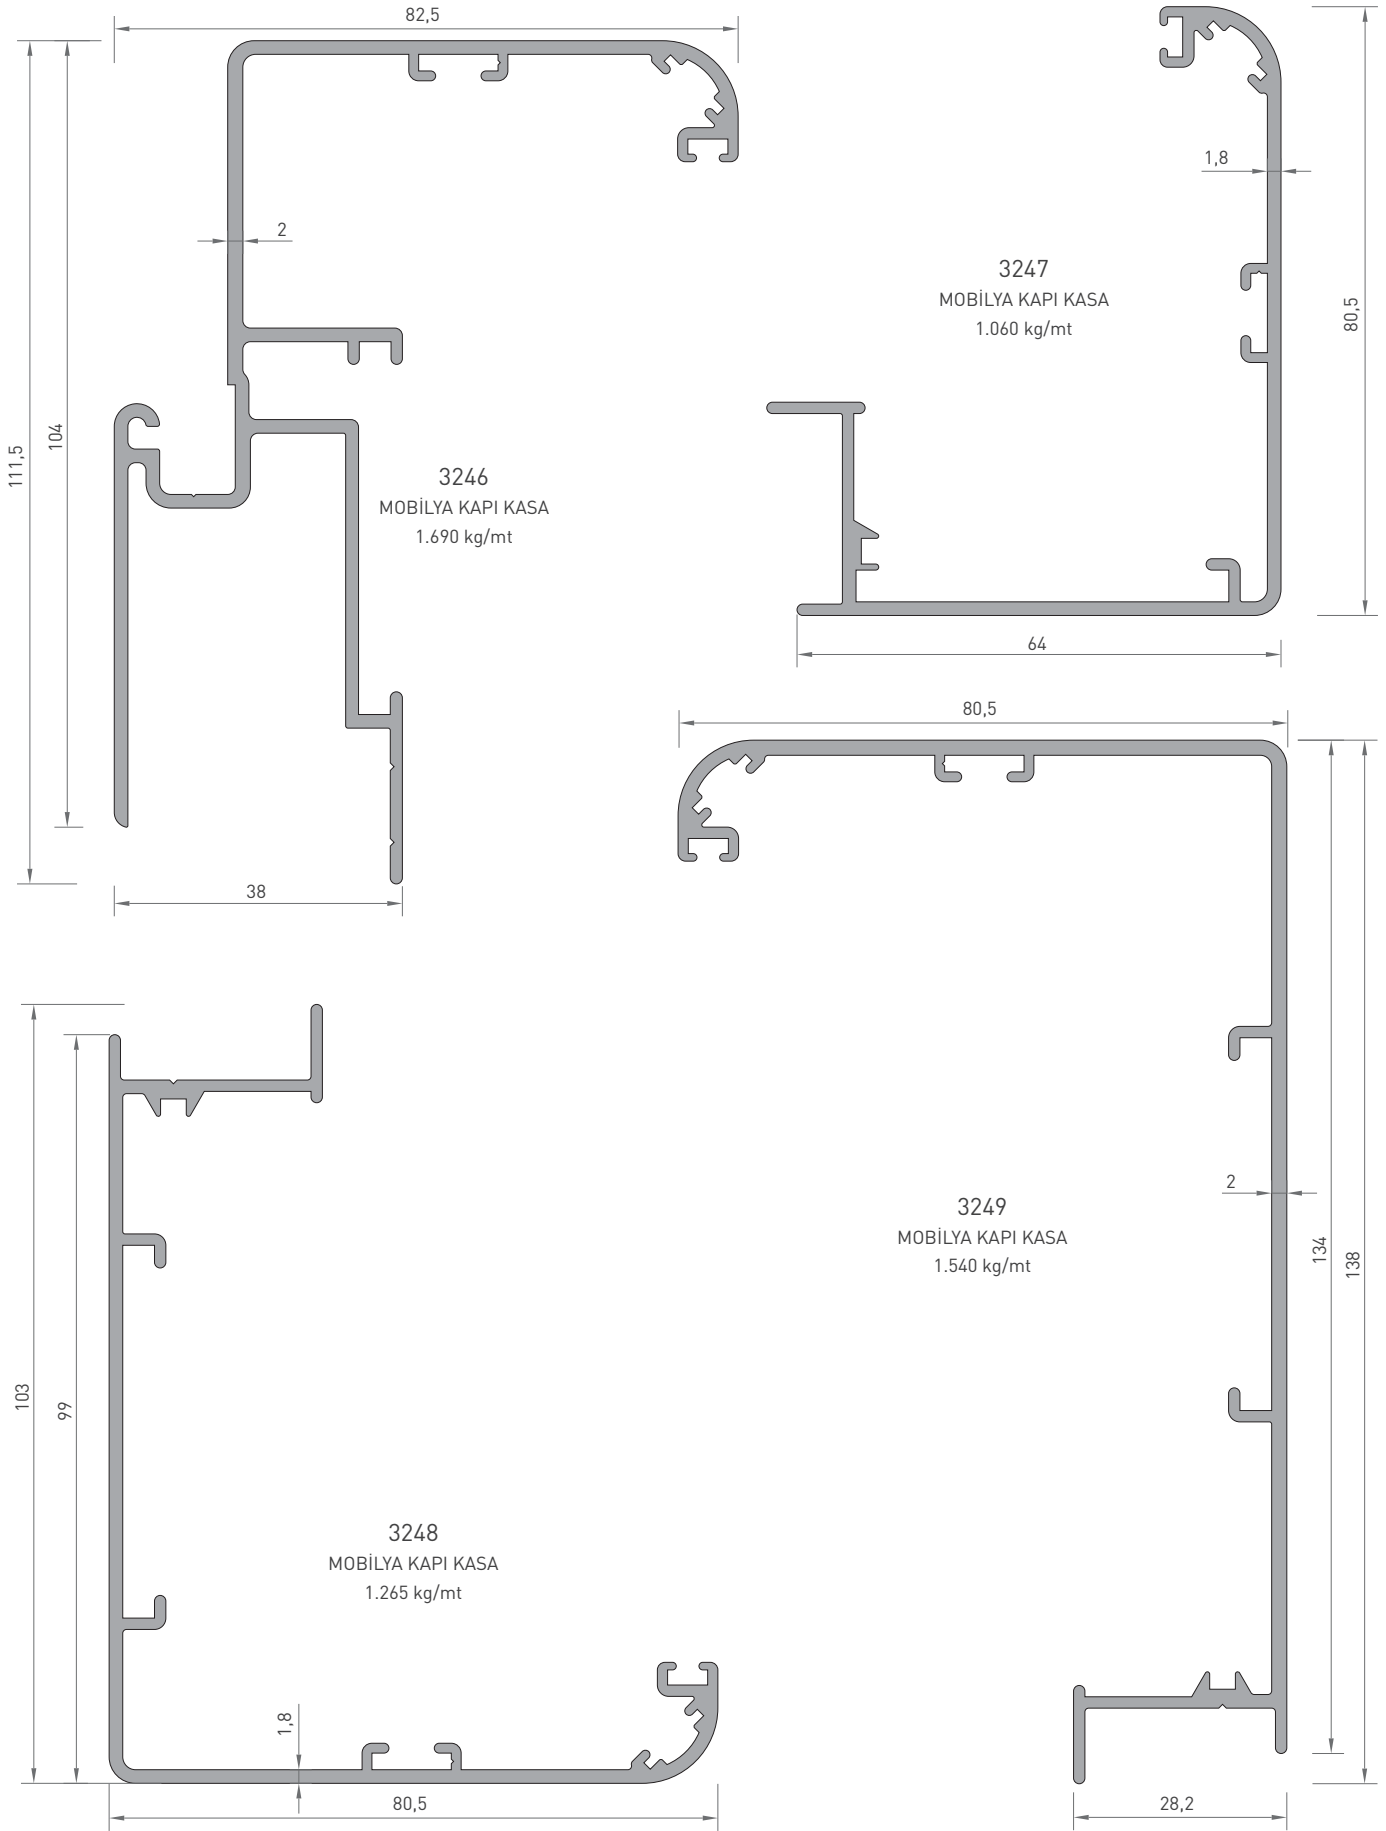 82,5
111,5
104
2
3246
MOBİLYA KAPI KASA
1.690 kg/mt
38
1,8
3247
MOBİLYA KAPI KASA
1.060 kg/mt
80,5
64
80,5
3249
MOBİLYA KAPI KASA
1.540 kg/mt
2
134
138
28,2
103
99
3248
MOBİLYA KAPI KASA
1.265 kg/mt
1,8
80,5